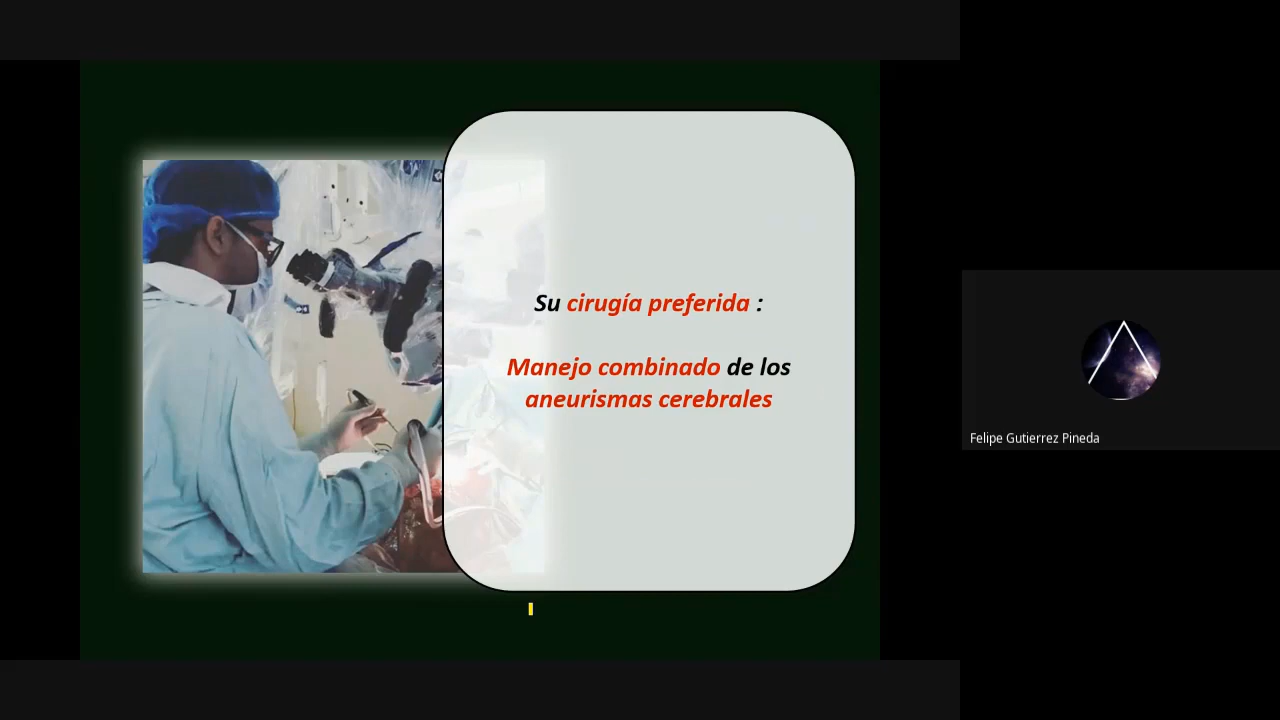 Su cirugía preferida :
Manejo combinado de los
aneurismas cerebrales
Felipe Gutierrez Pineda